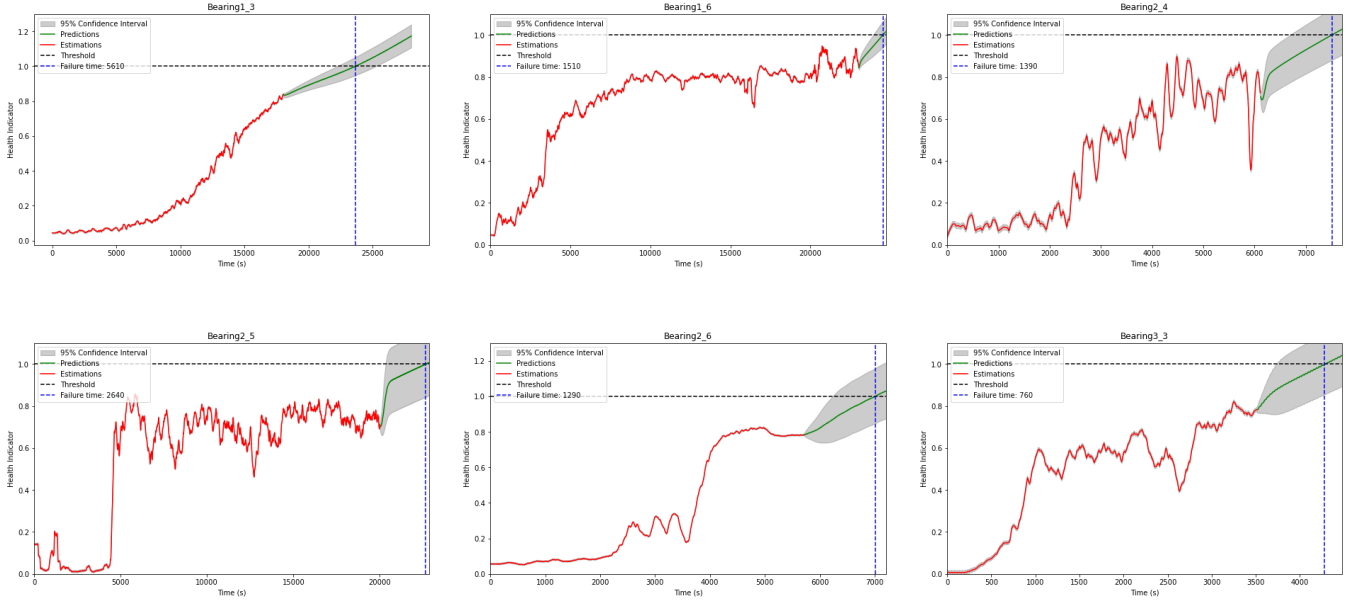 Bearing1_3
95% Confidence Interval
Predictions
Estimations
Threshold
Failure time: 5610
Health Indicator
1.2
1.0
0.8
0.6
0.4
0.2
0.0
0 5000 10000 15000 20000 25000
Time (s)
Bearing1_6
95% Confidence Interval
Predictions
Estimations
Threshold
Failure time: 1510
Health Indicator
1.0
0.8
0.6
0.4
0.2
0.0
0 5000 10000 15000 20000
Time (s)
Bearing2_4
95% Confidence Interval
Predictions
Estimations
Threshold
Failure time: 1390
Health Indicator
1.0
0.8
0.6
0.4
0.2
0.0
0 1000 2000 3000 4000 5000 6000 7000
Time (s)
Bearing2_5
95% Confidence Interval
Predictions
Estimations
Threshold
Failure time: 2640
Health Indicator
1.0
0.8
0.6
0.4
0.2
0.0
0 5000 10000 15000 20000
Time (s)
Bearing2_6
95% Confidence Interval
Predictions
Estimations
Threshold
Failure time: 1290
Health Indicator
1.2
1.0
0.8
0.6
0.4
0.2
0.0
0 1000 2000 3000 4000 5000 6000 7000
Time (s)
Bearing3_3
95% Confidence Interval
Predictions
Estimations
Threshold
Failure time: 760
Health Indicator
1.0
0.8
0.6
0.4
0.2
0.0
0 500 1000 1500 2000 2500 3000 3500 4000
Time (s)